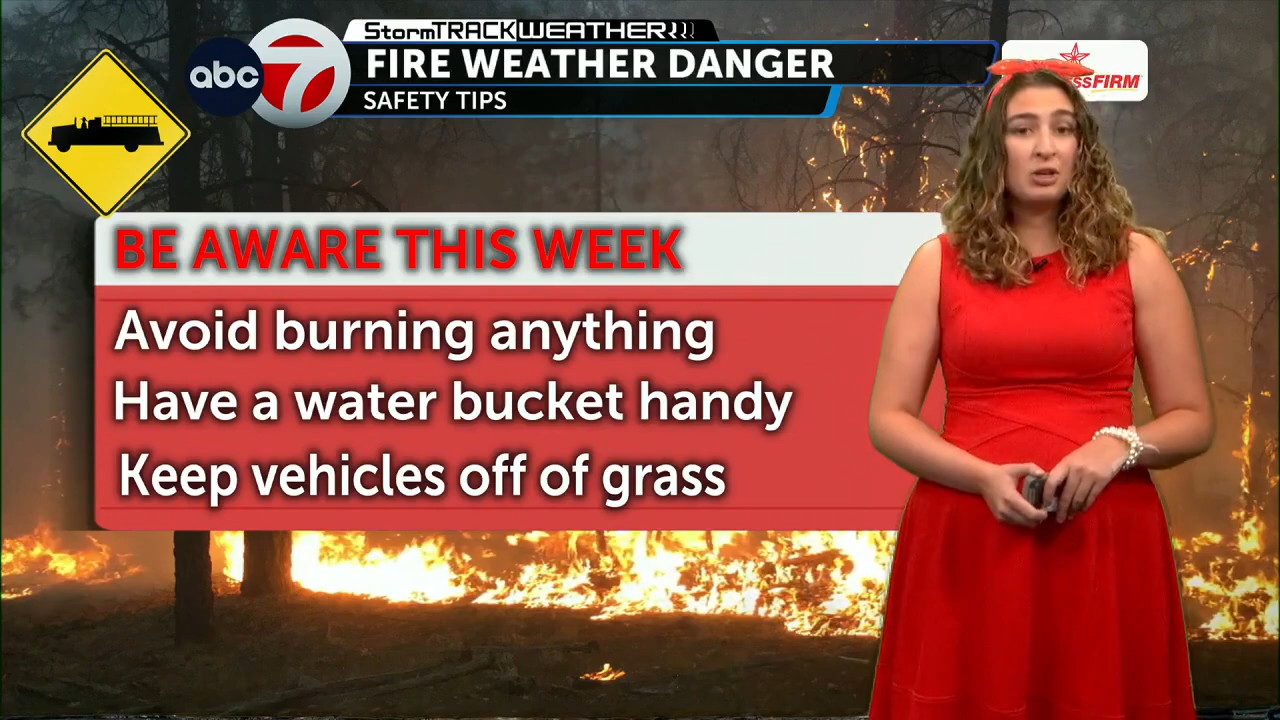 StormTRACKWEATHER
abc 7
FIRE WEATHER DANGER
SAFETY TIPS
FIRM
BE AWARE THIS WEEK
Avoid burning anything
Have a water bucket handy
Keep vehicles off of grass